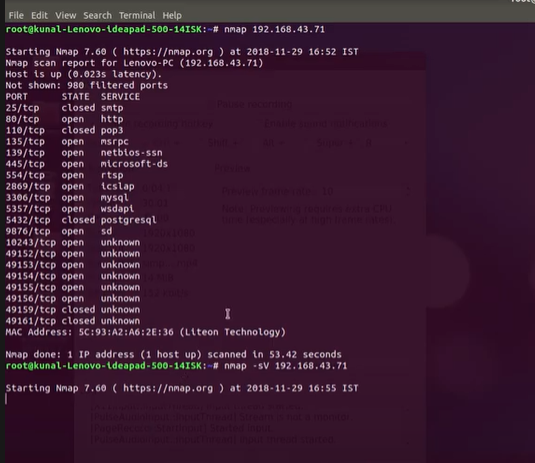 File Edit View Search Terminal Help
root@kunal-Lenovo-ideapad-500-14ISK:~# nmap 192.168.43.71
Starting Nmap 7.60 ( https://nmap.org ) at 2018-11-29 16:52 IST
Nmap scan report for Lenovo-PC (192.168.43.71)
Host is up (0.023s latency).
Not shown: 980 filtered ports
PORT STATE SERVICE
25/tcp closed smtp
80/tcp open http
110/tcp closed pop3
135/tcp open msrpc
139/tcp open netbios-ssn
445/tcp open microsoft-ds
554/tcp open rtsp
2869/tcp open icslap
3306/tcp open mysql
5357/tcp open wsdapi
5432/tcp closed postgresql
9876/tcp open sd
10243/tcp open unknown
49152/tcp open unknown
49153/tcp open unknown
49154/tcp open unknown
49155/tcp open unknown
49156/tcp open unknown
49159/tcp closed unknown
49161/tcp closed unknown
MAC Address: 5C:93:A2:A6:2E:36 (Liteon Technology)
Nmap done: 1 IP address (1 host up) scanned in 53.42 seconds
root@kunal-Lenovo-ideapad-500-14ISK:~# nmap -sV 192.168.43.71
Starting Nmap 7.60 ( https://nmap.org ) at 2018-11-29 16:55 IST